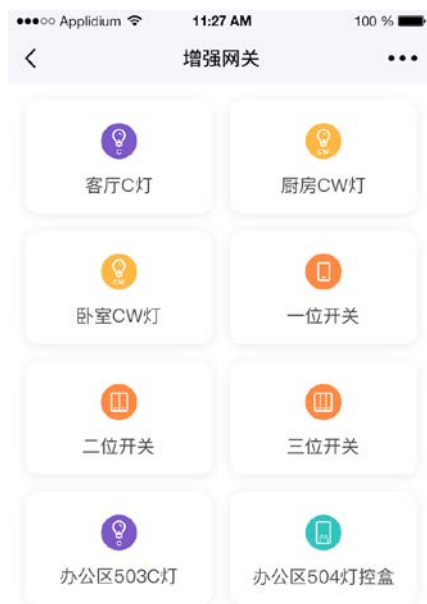 Applidium 11:27 AM 100 %
增强网关
客厅C灯 厨房CW灯
卧室CW灯 一位开关
二位开关 三位开关
办公区503C灯 办公区504灯控盒